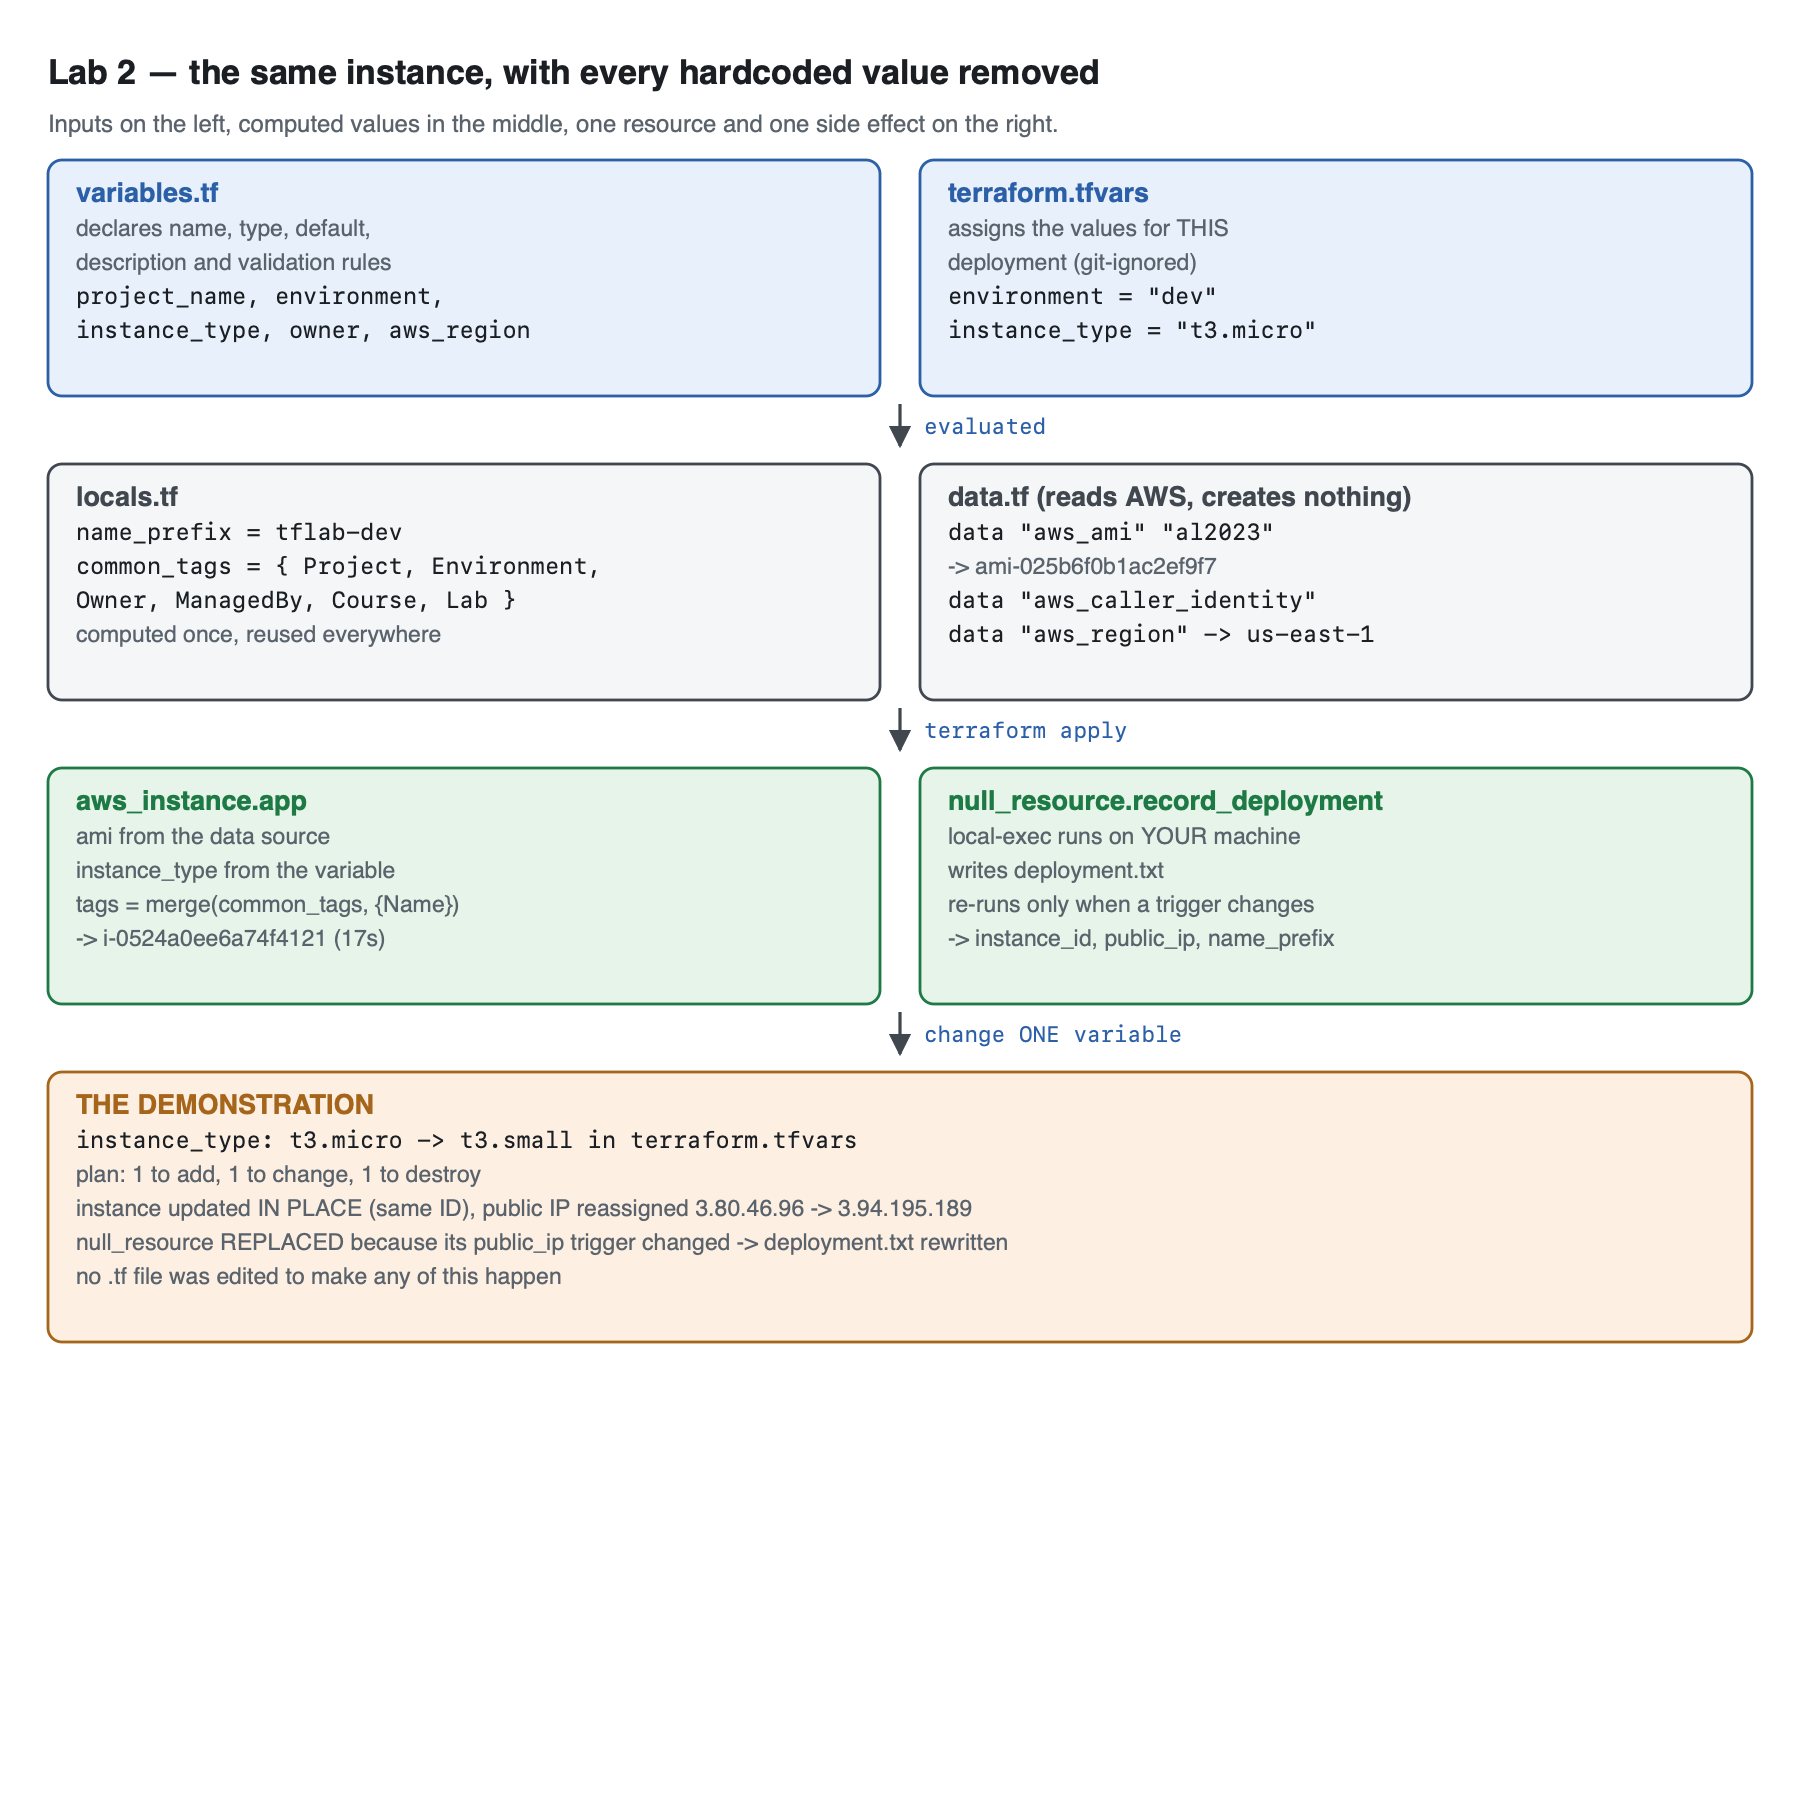 Lab 2 — the same instance, with every hardcoded value removed
Inputs on the left, computed values in the middle, one resource and one side effect on the right.
variables.tf
declares name, type, default,
description and validation rules
project_name, environment,
instance_type, owner, aws_region
terraform.tfvars
assigns the values for THIS
deployment (git-ignored)
environment = "dev"
instance_type = "t3.micro"
evaluated
locals.tf
name_prefix = tflab-dev
common_tags = { Project, Environment,
Owner, ManagedBy, Course, Lab }
computed once, reused everywhere
data.tf (reads AWS, creates nothing)
data "aws_ami" "al2023"
-> ami-025b6f0b1ac2ef9f7
data "aws_caller_identity"
data "aws_region" -> us-east-1
terraform apply
aws_instance.app
ami from the data source
instance_type from the variable
tags = merge(common_tags, {Name})
-> i-0524a0ee6a74f4121 (17s)
null_resource.record_deployment
local-exec runs on YOUR machine
writes deployment.txt
re-runs only when a trigger changes
-> instance_id, public_ip, name_prefix
change ONE variable
THE DEMONSTRATION
instance_type: t3.micro -> t3.small in terraform.tfvars
plan: 1 to add, 1 to change, 1 to destroy
instance updated IN PLACE (same ID), public IP reassigned 3.80.46.96 -> 3.94.195.189
null_resource REPLACED because its public_ip trigger changed -> deployment.txt rewritten
no .tf file was edited to make any of this happen